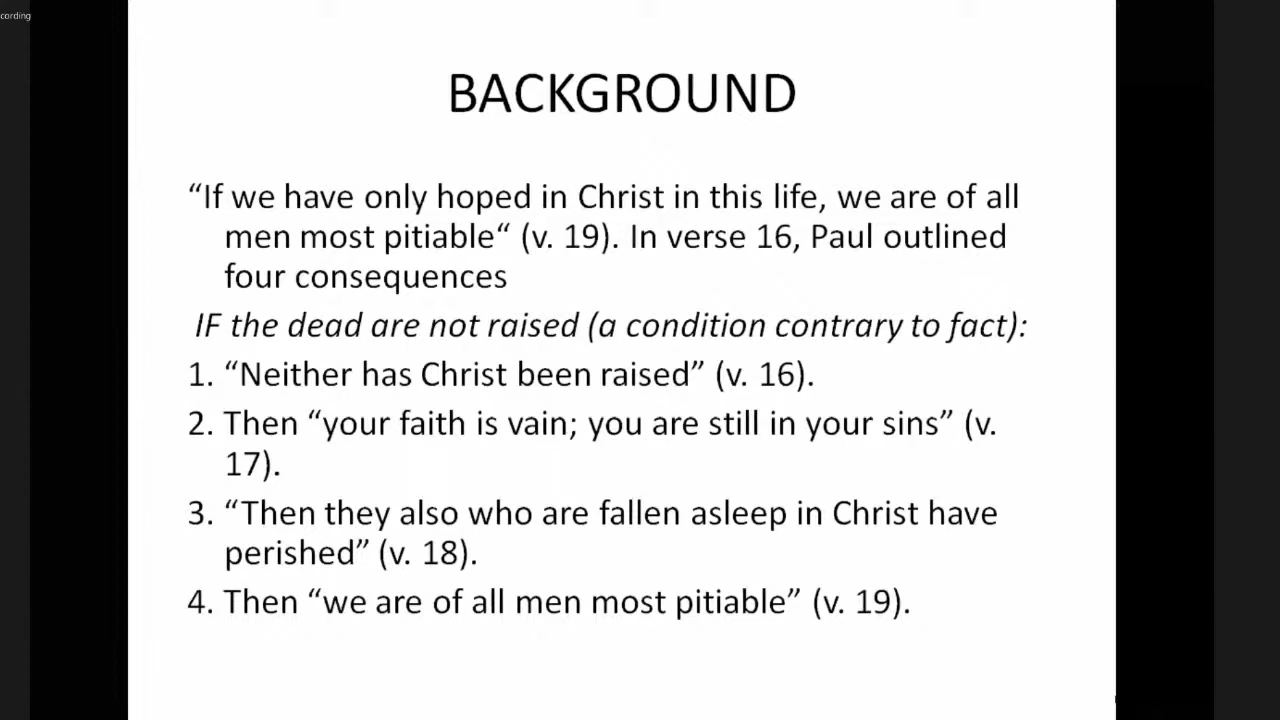 cording
BACKGROUND
“If we have only hoped in Christ in this life, we are of all
men most pitiable“ (v. 19). In verse 16, Paul outlined
four consequences
IF the dead are not raised (a condition contrary to fact):
1. “Neither has Christ been raised” (v. 16).
2. Then “your faith is vain; you are still in your sins” (v.
17).
3. “Then they also who are fallen asleep in Christ have
perished” (v. 18).
4. Then “we are of all men most pitiable” (v. 19).